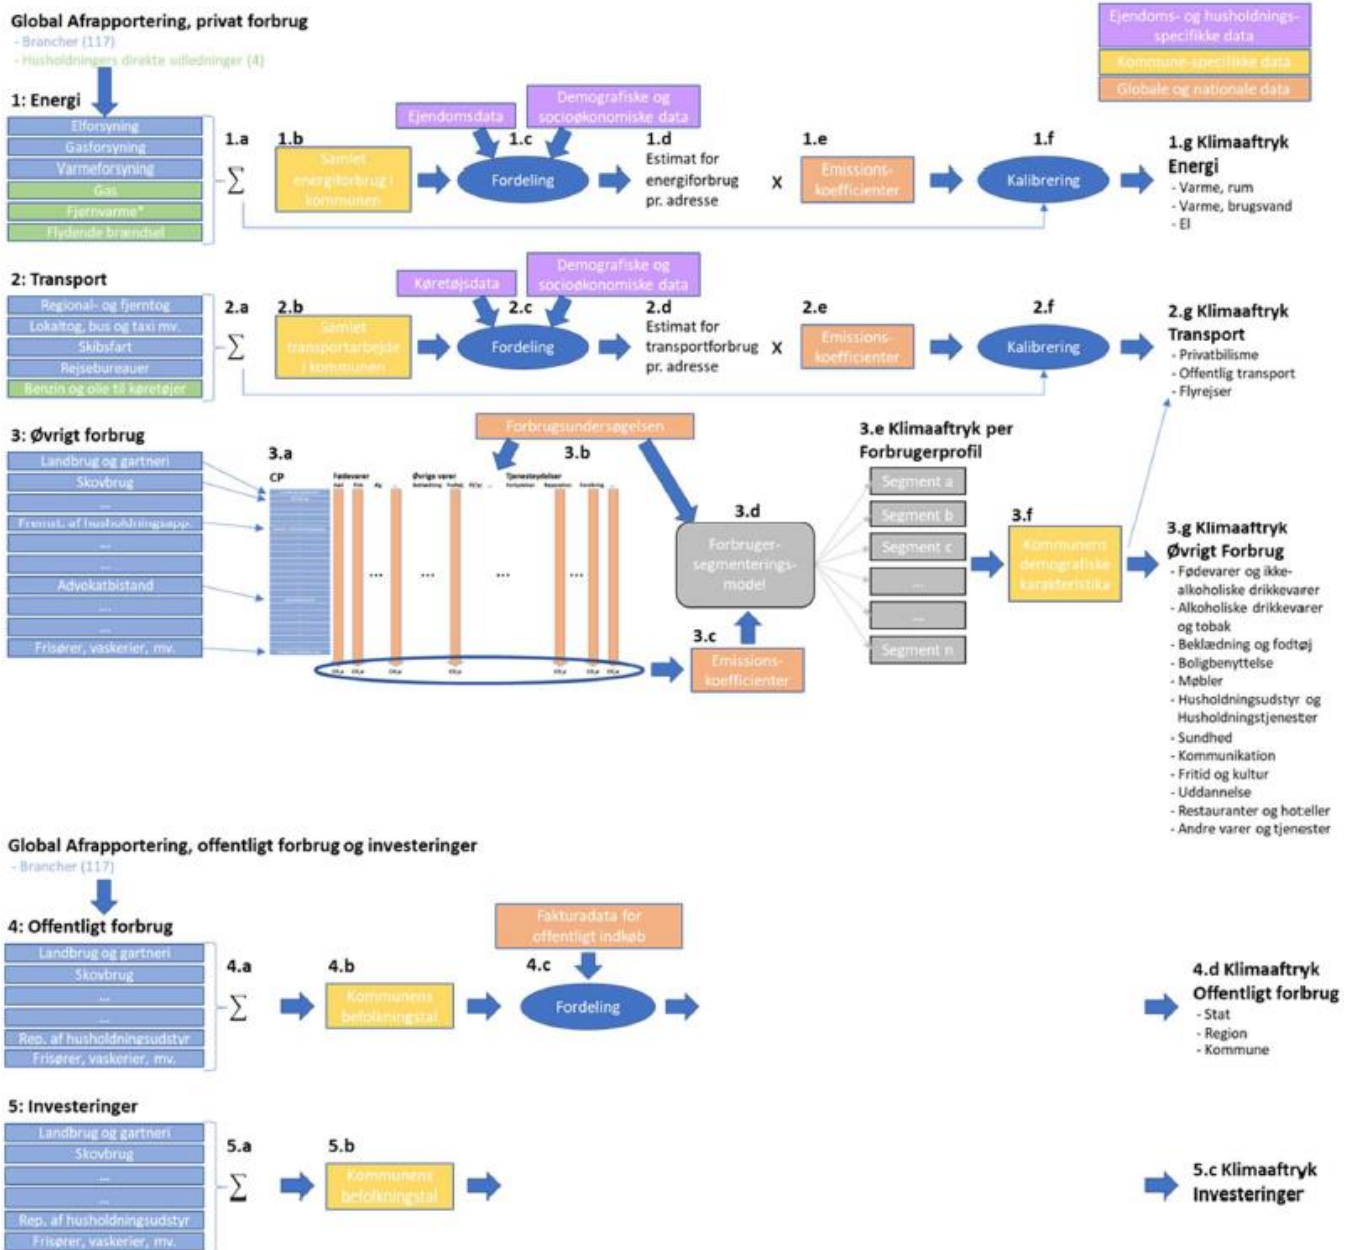 Global Afrapportering, privat forbrug
- Brancher (117)
- Husholdningers direkte udledninger (4)
Ejendoms- og husholdnings-
specifikke data
Kommune-specifikke data
Globale og nationale data
1: Energi
Elforsyning
Gasforsyning
Varmeforsyning
Gas
Fjernvarme*
Flydende brændsel
1.a
∑
1.b
Samlet
energiforbrug i
kommunen
Ejendomsdata
Demografiske og
socioøkonomiske data
1.c
Fordeling
1.d
Estimat for
energiforbrug
pr. adresse
x
1.e
Emissions-
koefficienter
1.f
Kalibrering
1.g Klimaaftryk
Energi
- Varme, rum
- Varme, brugsvand
- El
2: Transport
Regional- og fjerntog
Lokaltog, bus og taxi mv.
Skibsfart
Rejsebureauer
Benzin og olie til køretøjer
2.a
∑
2.b
Samlet
transportarbejde
i kommunen
Køretøjsdata
Demografiske og
socioøkonomiske data
2.c
Fordeling
2.d
Estimat for
transportforbrug
pr. adresse
x
2.e
Emissions-
koefficienter
2.f
Kalibrering
2.g Klimaaftryk
Transport
- Privatbilisme
- Offentlig transport
- Flyrejser
3: Øvrigt forbrug
Landbrug og gartneri
Skovbrug
...
Fremst. af husholdningsapp.
...
...
Advokatbistand
...
...
Frisører, vaskerier, mv.
3.a
CP
Forbrugsundersøgelsen
3.b
Fødevarer
Øvrige varer
Tjenesteydelser
...
...
...
...
3.c
Emissions-
koefficienter
3.d
Forbruger-
segmenterings-
model
3.e Klimaaftryk per
Forbrugerprofil
Segment a
Segment b
Segment c
...
...
Segment n
3.f
Kommunens
demografiske
karakteristika
3.g Klimaaftryk
Øvrigt Forbrug
- Fødevarer og ikke-
alkoholiske drikkevarer
- Alkoholiske drikkevarer
og tobak
- Beklædning og fodtøj
- Boligbenyttelse
- Møbler
- Husholdningsudstyr og
Husholdningstjenester
- Sundhed
- Kommunikation
- Fritid og kultur
- Uddannelse
- Restauranter og hoteller
- Andre varer og tjenester
Global Afrapportering, offentligt forbrug og investeringer
- Brancher (117)
4: Offentligt forbrug
Landbrug og gartneri
Skovbrug
...
...
Rep. af husholdningsudstyr
Frisører, vaskerier, mv.
4.a
∑
4.b
Kommunens
befolkningstal
Fakturadata for
offentligt indkøb
4.c
Fordeling
4.d Klimaaftryk
Offentligt forbrug
- Stat
- Region
- Kommune
5: Investeringer
Landbrug og gartneri
Skovbrug
...
...
Rep. af husholdningsudstyr
Frisører, vaskerier, mv.
5.a
∑
5.b
Kommunens
befolkningstal
5.c Klimaaftryk
Investeringer